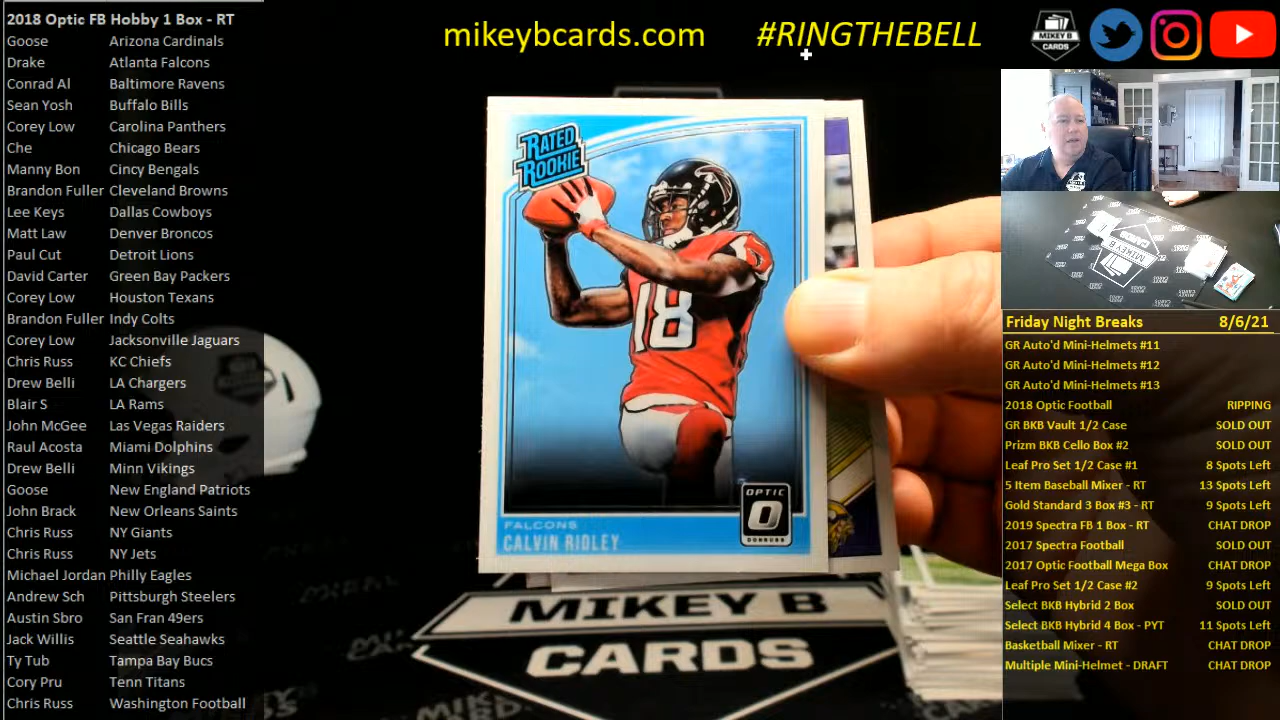 2018 Optic FB Hobby 1 Box - RT
Goose Arizona Cardinals
Drake Atlanta Falcons
Conrad Al Baltimore Ravens
Sean Yosh Buffalo Bills
Corey Low Carolina Panthers
Che Chicago Bears
Manny Bon Cincy Bengals
Brandon Fuller Cleveland Browns
Lee Keys Dallas Cowboys
Matt Law Denver Broncos
Paul Cut Detroit Lions
David Carter Green Bay Packers
Corey Low Houston Texans
Brandon Fuller Indy Colts
Corey Low Jacksonville Jaguars
Chris Russ KC Chiefs
Drew Belli LA Chargers
Blair S LA Rams
John McGee Las Vegas Raiders
Raul Acosta Miami Dolphins
Drew Belli Minn Vikings
Goose New England Patriots
John Brack New Orleans Saints
Chris Russ NY Giants
Chris Russ NY Jets
Michael Jordan Philly Eagles
Andrew Sch Pittsburgh Steelers
Austin Sbro San Fran 49ers
Jack Willis Seattle Seahawks
Ty Tub Tampa Bay Bucs
Cory Pru Tenn Titans
Chris Russ Washington Football
mikeybcards.com #RINGTHEBELL
MIKEY B
CARDS
RATED
ROOKIE
18
OPTIC
DONRUSS
FALCONS
CALVIN RIDLEY
MIKEY B
CARDS
MIKEY B
CARDS
Friday Night Breaks 8/6/21
GR Auto'd Mini-Helmets #11
GR Auto'd Mini-Helmets #12
GR Auto'd Mini-Helmets #13
2018 Optic Football RIPPING
GR BKB Vault 1/2 Case SOLD OUT
Prizm BKB Cello Box #2 SOLD OUT
Leaf Pro Set 1/2 Case #1 8 Spots Left
5 Item Baseball Mixer - RT 13 Spots Left
Gold Standard 3 Box #3 - RT 9 Spots Left
2019 Spectra FB 1 Box - RT CHAT DROP
2017 Spectra Football SOLD OUT
2017 Optic Football Mega Box CHAT DROP
Leaf Pro Set 1/2 Case #2 9 Spots Left
Select BKB Hybrid 2 Box SOLD OUT
Select BKB Hybrid 4 Box - PYT 11 Spots Left
Basketball Mixer - RT CHAT DROP
Multiple Mini-Helmet - DRAFT CHAT DROP